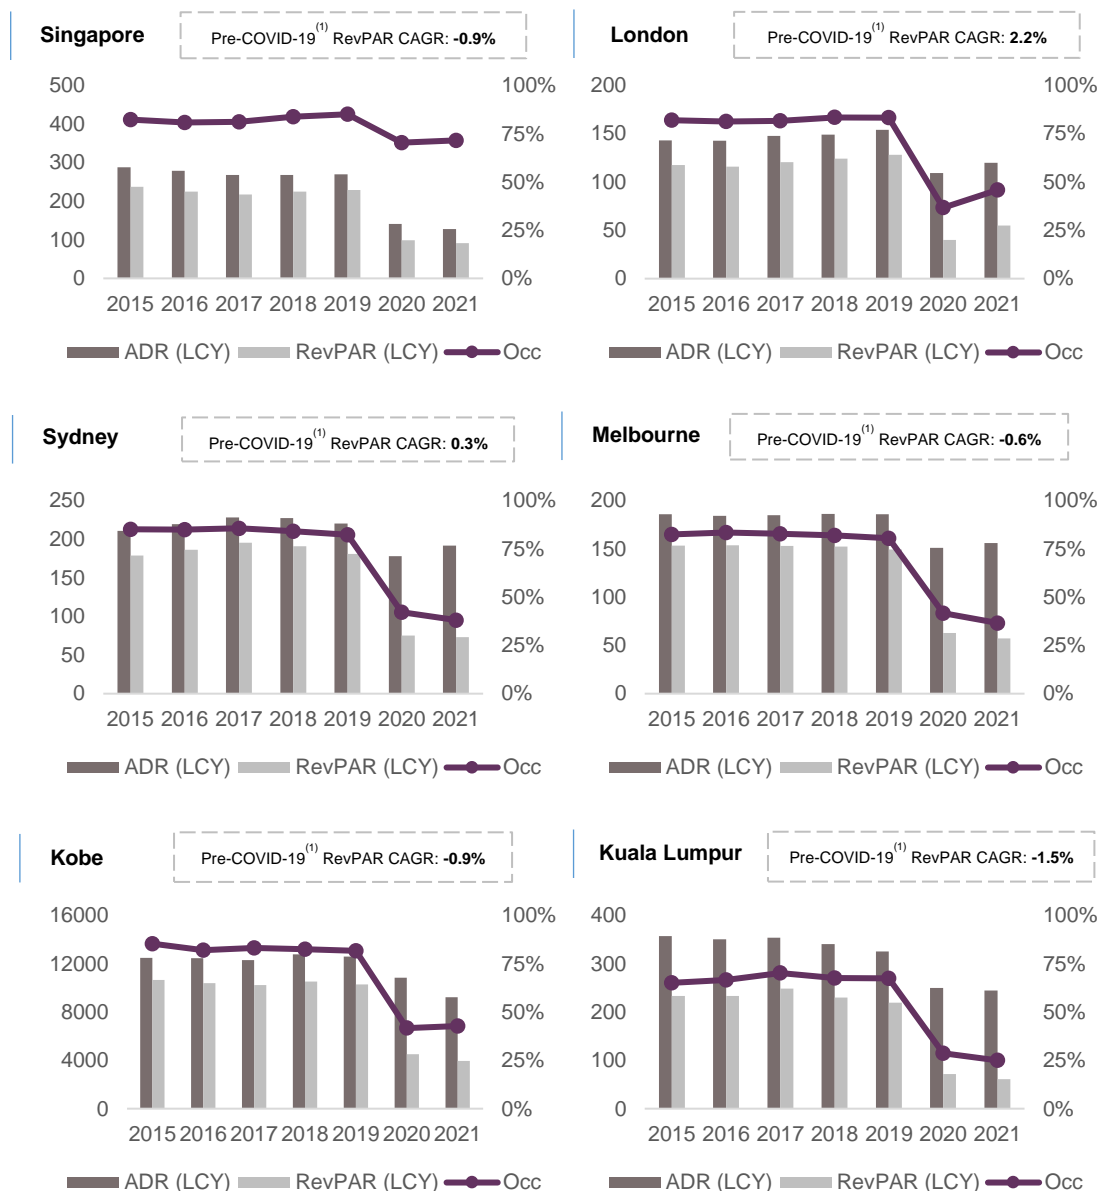 Singapore
Pre-COVID-19(1) RevPAR CAGR: -0.9%
500
400
300
200
100
0
100%
75%
50%
25%
0%
2015 2016 2017 2018 2019 2020 2021
ADR (LCY) RevPAR (LCY) Occ
London
Pre-COVID-19(1) RevPAR CAGR: 2.2%
200
150
100
50
0
100%
75%
50%
25%
0%
2015 2016 2017 2018 2019 2020 2021
ADR (LCY) RevPAR (LCY) Occ
Sydney
Pre-COVID-19(1) RevPAR CAGR: 0.3%
250
200
150
100
50
0
100%
75%
50%
25%
0%
2015 2016 2017 2018 2019 2020 2021
ADR (LCY) RevPAR (LCY) Occ
Melbourne
Pre-COVID-19(1) RevPAR CAGR: -0.6%
200
150
100
50
0
100%
75%
50%
25%
0%
2015 2016 2017 2018 2019 2020 2021
ADR (LCY) RevPAR (LCY) Occ
Kobe
Pre-COVID-19(1) RevPAR CAGR: -0.9%
16000
12000
8000
4000
0
100%
75%
50%
25%
0%
2015 2016 2017 2018 2019 2020 2021
ADR (LCY) RevPAR (LCY) Occ
Kuala Lumpur
Pre-COVID-19(1) RevPAR CAGR: -1.5%
400
300
200
100
0
100%
75%
50%
25%
0%
2015 2016 2017 2018 2019 2020 2021
ADR (LCY) RevPAR (LCY) Occ